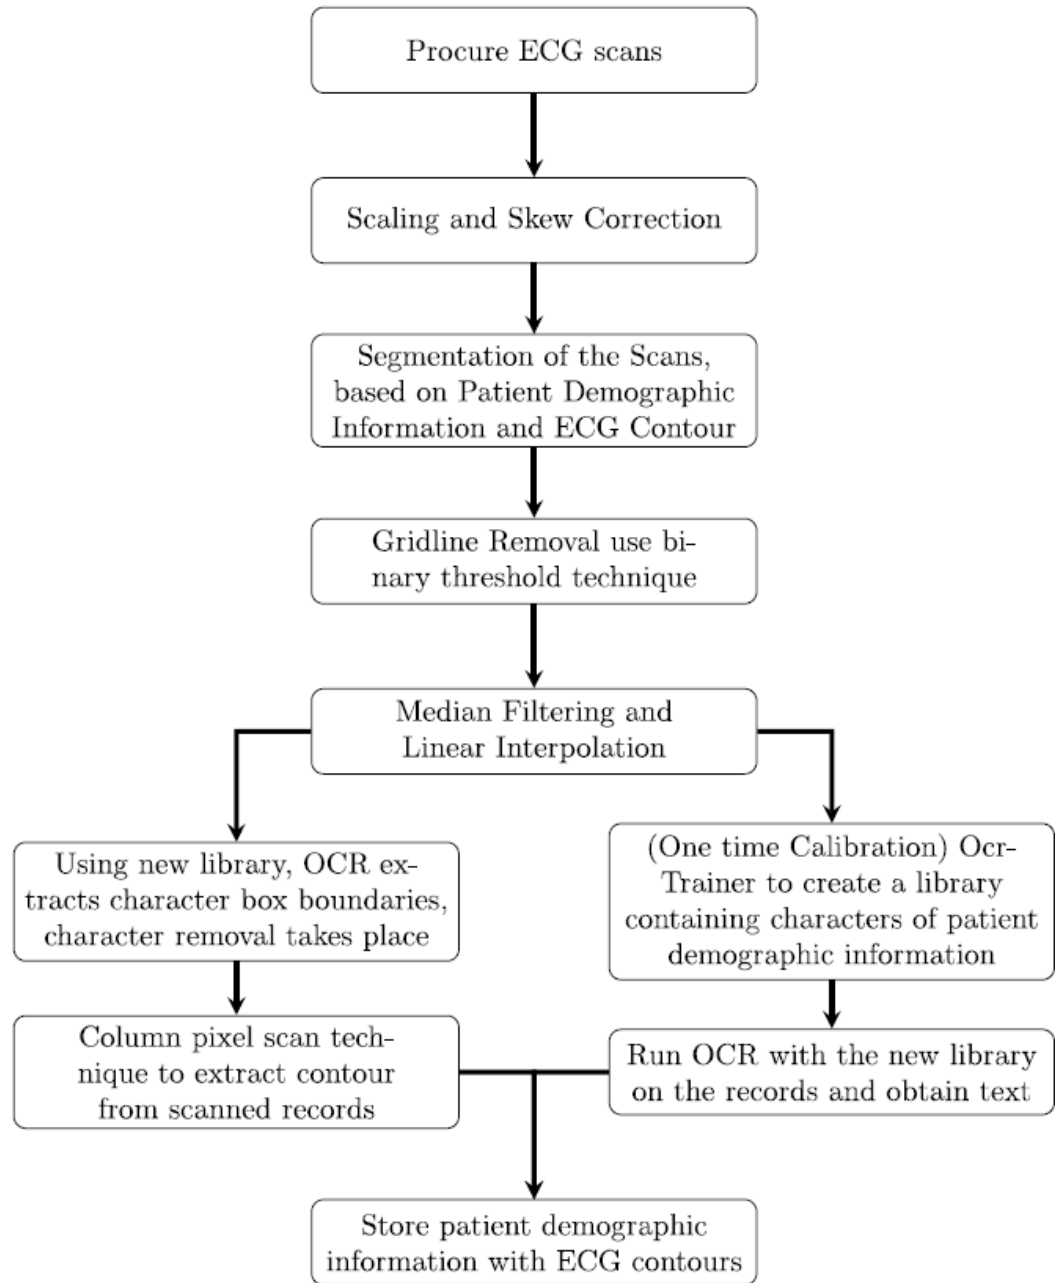 Procure ECG scans
Scaling and Skew Correction
Segmentation of the Scans,
based on Patient Demographic
Information and ECG Contour
Gridline Removal use bi-
nary threshold technique
Median Filtering and
Linear Interpolation
Using new library, OCR ex-
tracts character box boundaries,
character removal takes place
(One time Calibration) Ocr-
Trainer to create a library
containing characters of patient
demographic information
Column pixel scan tech-
nique to extract contour
from scanned records
Run OCR with the new library
on the records and obtain text
Store patient demographic
information with ECG contours